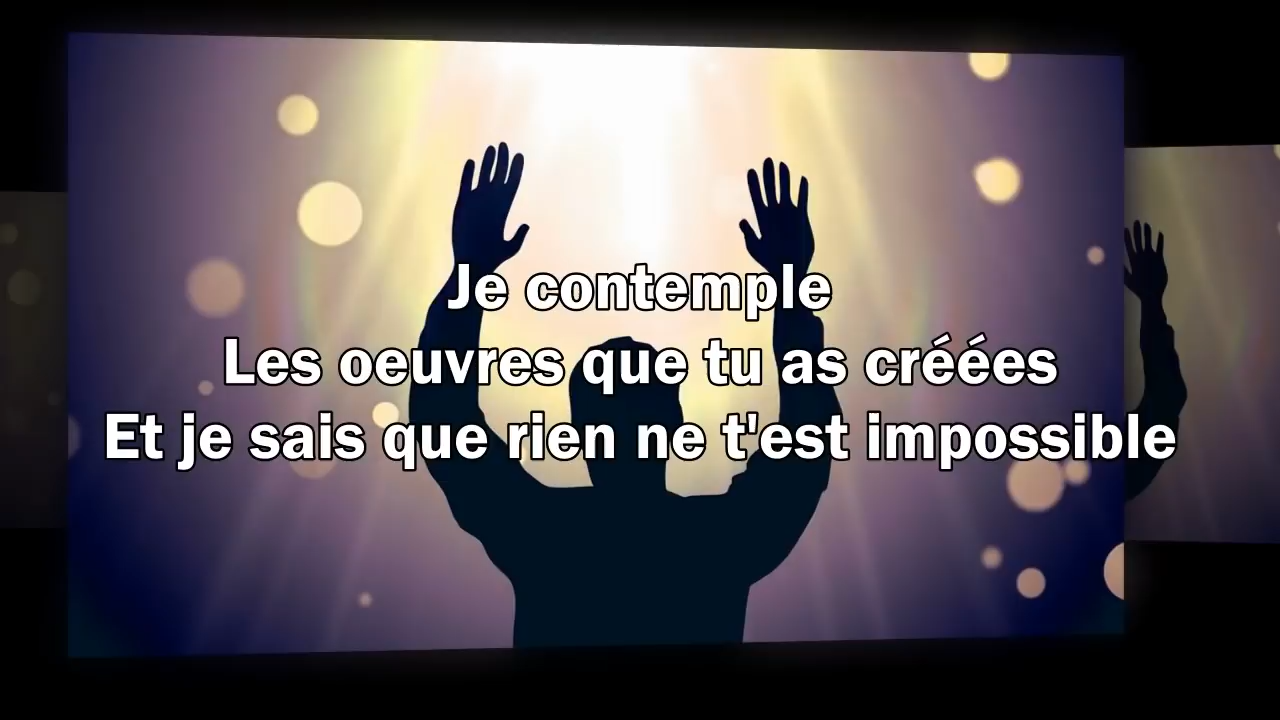 Je contemple
Les oeuvres que tu as créées
Et je sais que rien ne t'est impossible